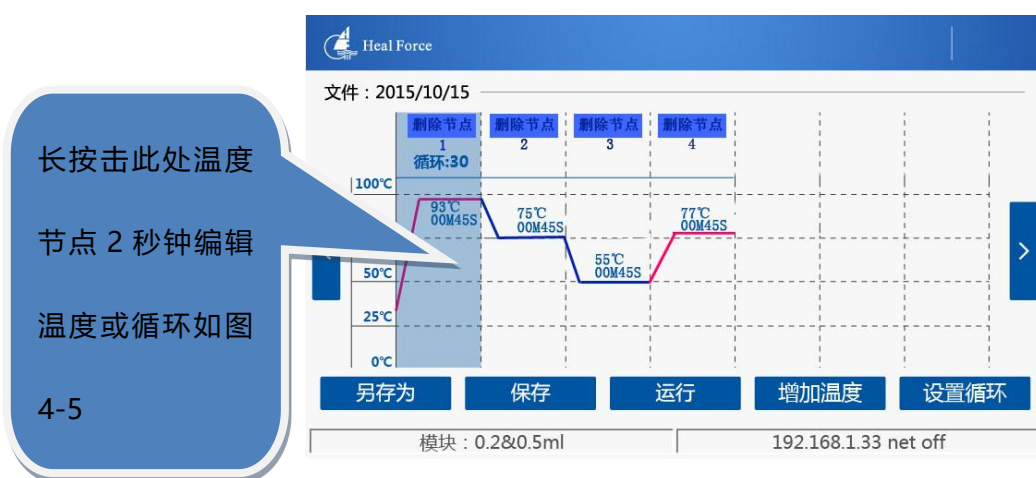 Heal Force
文件：2015/10/15
删除节点 删除节点 删除节点 删除节点
1 2 3 4
循环:30
100℃
93℃
00M45S
75℃
00M45S
77℃
00M45S
55℃
00M45S
50℃
25℃
0℃
长按击此处温度
节点 2 秒钟编辑
温度或循环如图
4-5
另存为 保存 运行 增加温度 设置循环
模块：0.2&0.5ml 192.168.1.33 net off